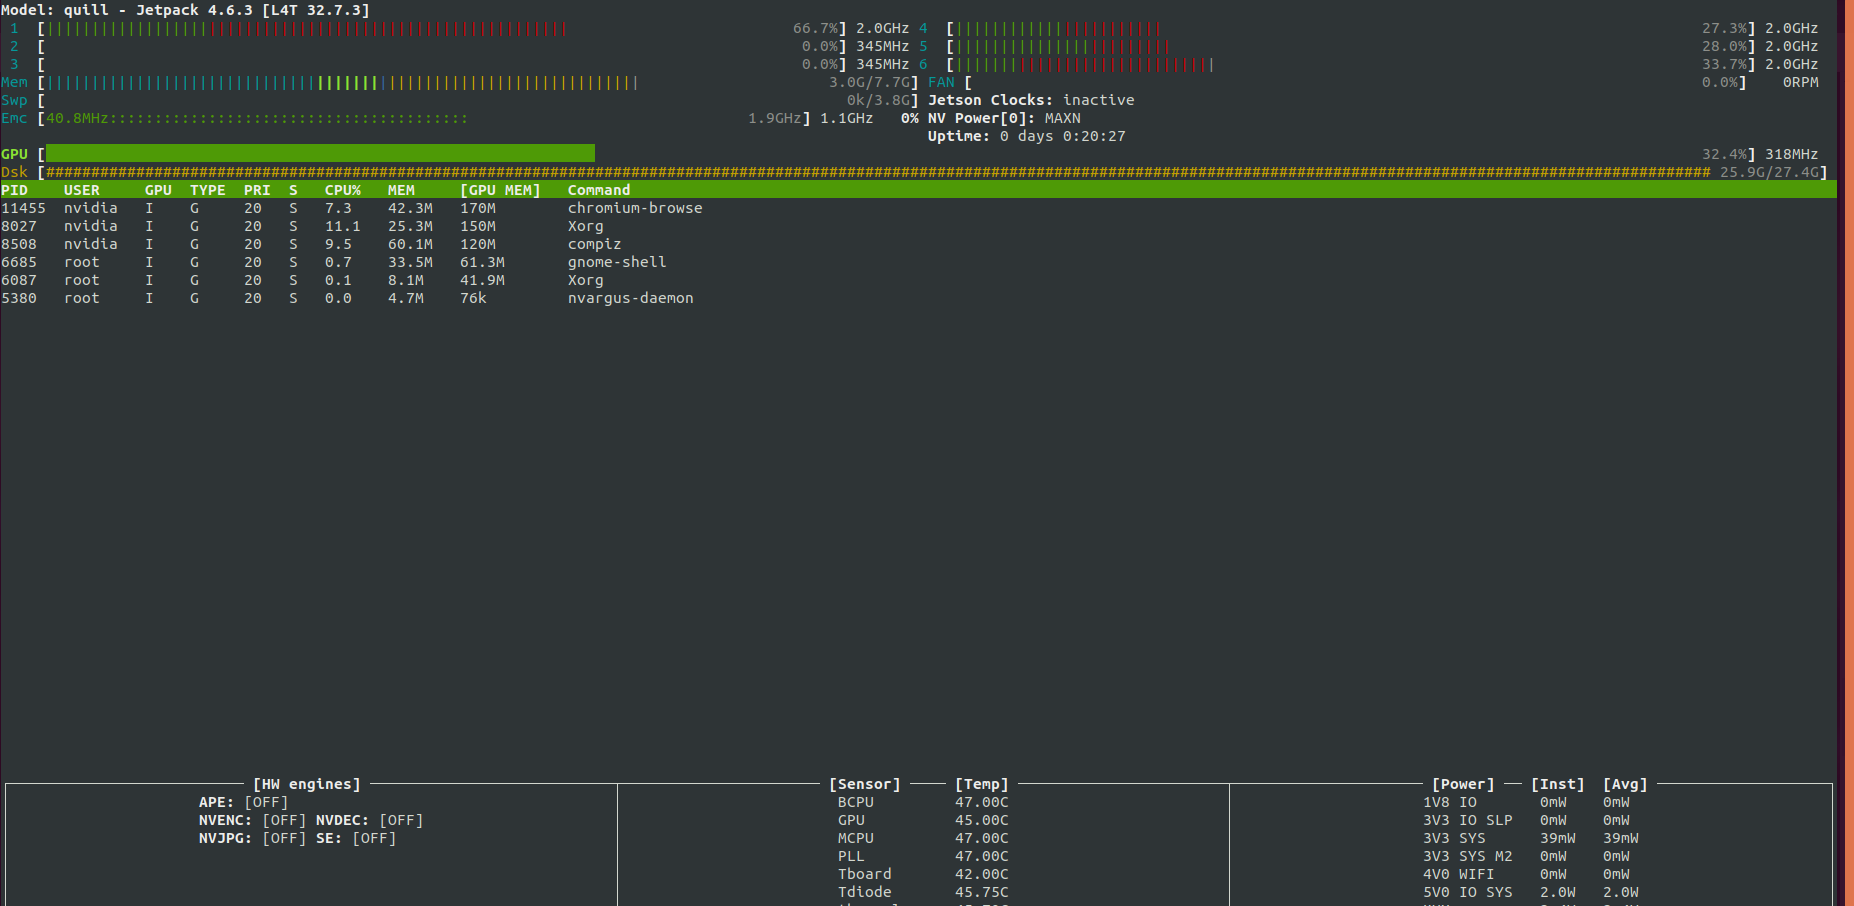 Model: quill - Jetpack 4.6.3 [L4T 32.7.3]
1 [|||||||||||||||||||||||||||||||||||||||||||||||||||||||||| 66.7%] 2.0GHz 4 [||||||||||||||||||||||| 27.3%] 2.0GHz
2 [ 0.0%] 345MHz 5 [|||||||||||||||||||||||| 28.0%] 2.0GHz
3 [ 0.0%] 345MHz 6 [||||||||||||||||||||||||||||| 33.7%] 2.0GHz
Mem [|||||||||||||||||||||||||||||||||||||||||||||||||||||||||||||||||| 3.0G/7.7G] FAN [ 0.0%] 0RPM
Swp [ 0k/3.8G] Jetson Clocks: inactive
Emc [40.8MHz:::::::::::::::::::::::::::::::::::::::: 1.9GHz] 1.1GHz 0% NV Power[0]: MAXN
Uptime: 0 days 0:20:27
GPU [ 32.4%] 318MHz
Dsk [######################################################################################################################################################################################### 25.9G/27.4G]
PID USER GPU TYPE PRI S CPU% MEM [GPU MEM] Command
11455 nvidia I G 20 S 7.3 42.3M 170M chromium-browse
8027 nvidia I G 20 S 11.1 25.3M 150M Xorg
8508 nvidia I G 20 S 9.5 60.1M 120M compiz
6685 root I G 20 S 0.7 33.5M 61.3M gnome-shell
6087 root I G 20 S 0.1 8.1M 41.9M Xorg
5380 root I G 20 S 0.0 4.7M 76k nvargus-daemon
[HW engines] [Sensor] [Temp] [Power] [Inst] [Avg]
APE: [OFF] BCPU 47.00C 1V8 IO 0mW 0mW
NVENC: [OFF] NVDEC: [OFF] GPU 45.00C 3V3 IO SLP 0mW 0mW
NVJPG: [OFF] SE: [OFF] MCPU 47.00C 3V3 SYS 39mW 39mW
PLL 47.00C 3V3 SYS M2 0mW 0mW
Tboard 42.00C 4V0 WIFI 0mW 0mW
Tdiode 45.75C 5V0 IO SYS 2.0W 2.0W